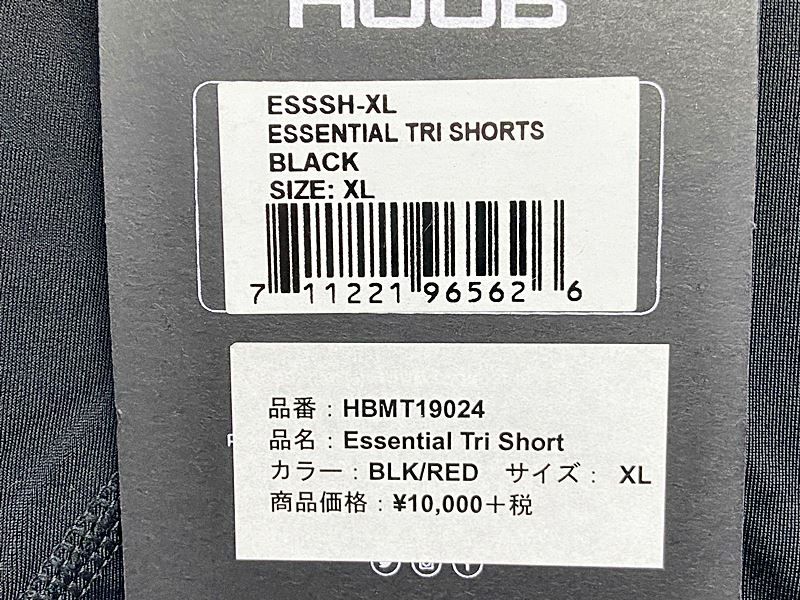 HUUB
ESSSH-XL
ESSENTIAL TRI SHORTS
BLACK
SIZE: XL
7 11221 96562 6
品番：HBMT19024
品名：Essential Tri Short
カラー：BLK/RED サイズ： XL
商品価格：¥10,000＋税